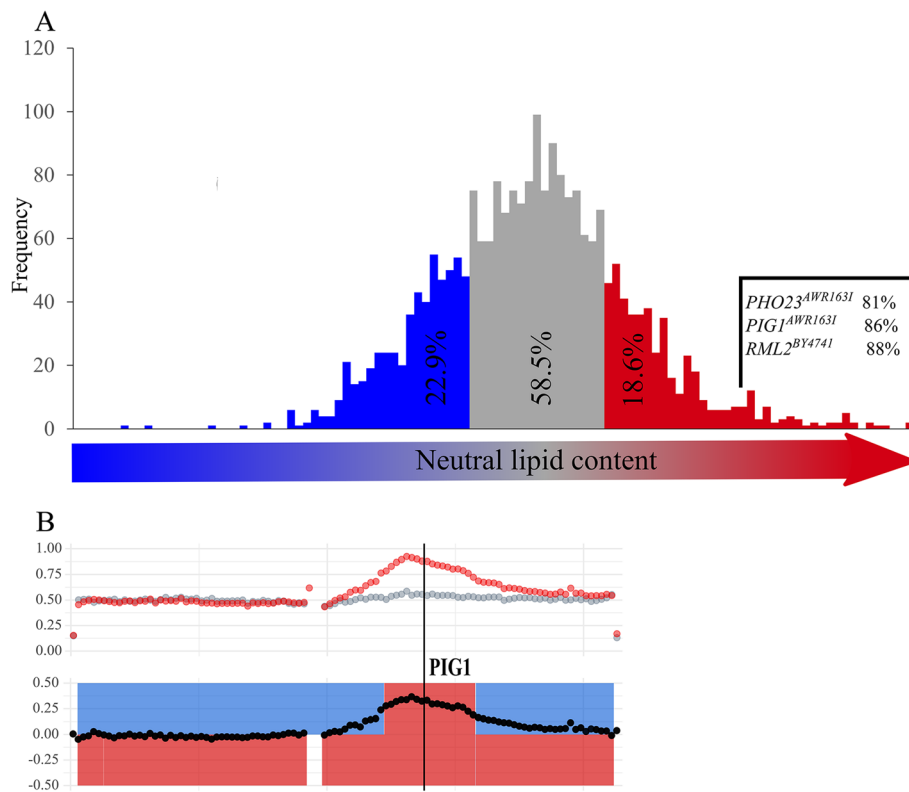 A
120
100
80
60
40
20
0
Frequency
22.9%
58.5%
18.6%
PHO23AWR1631 81%
PIG1AWR1631 86%
RML2BY4741 88%
Neutral lipid content
B
1.00
0.75
0.50
0.25
0.00
PIG1
0.50
0.25
0.00
-0.25
-0.50